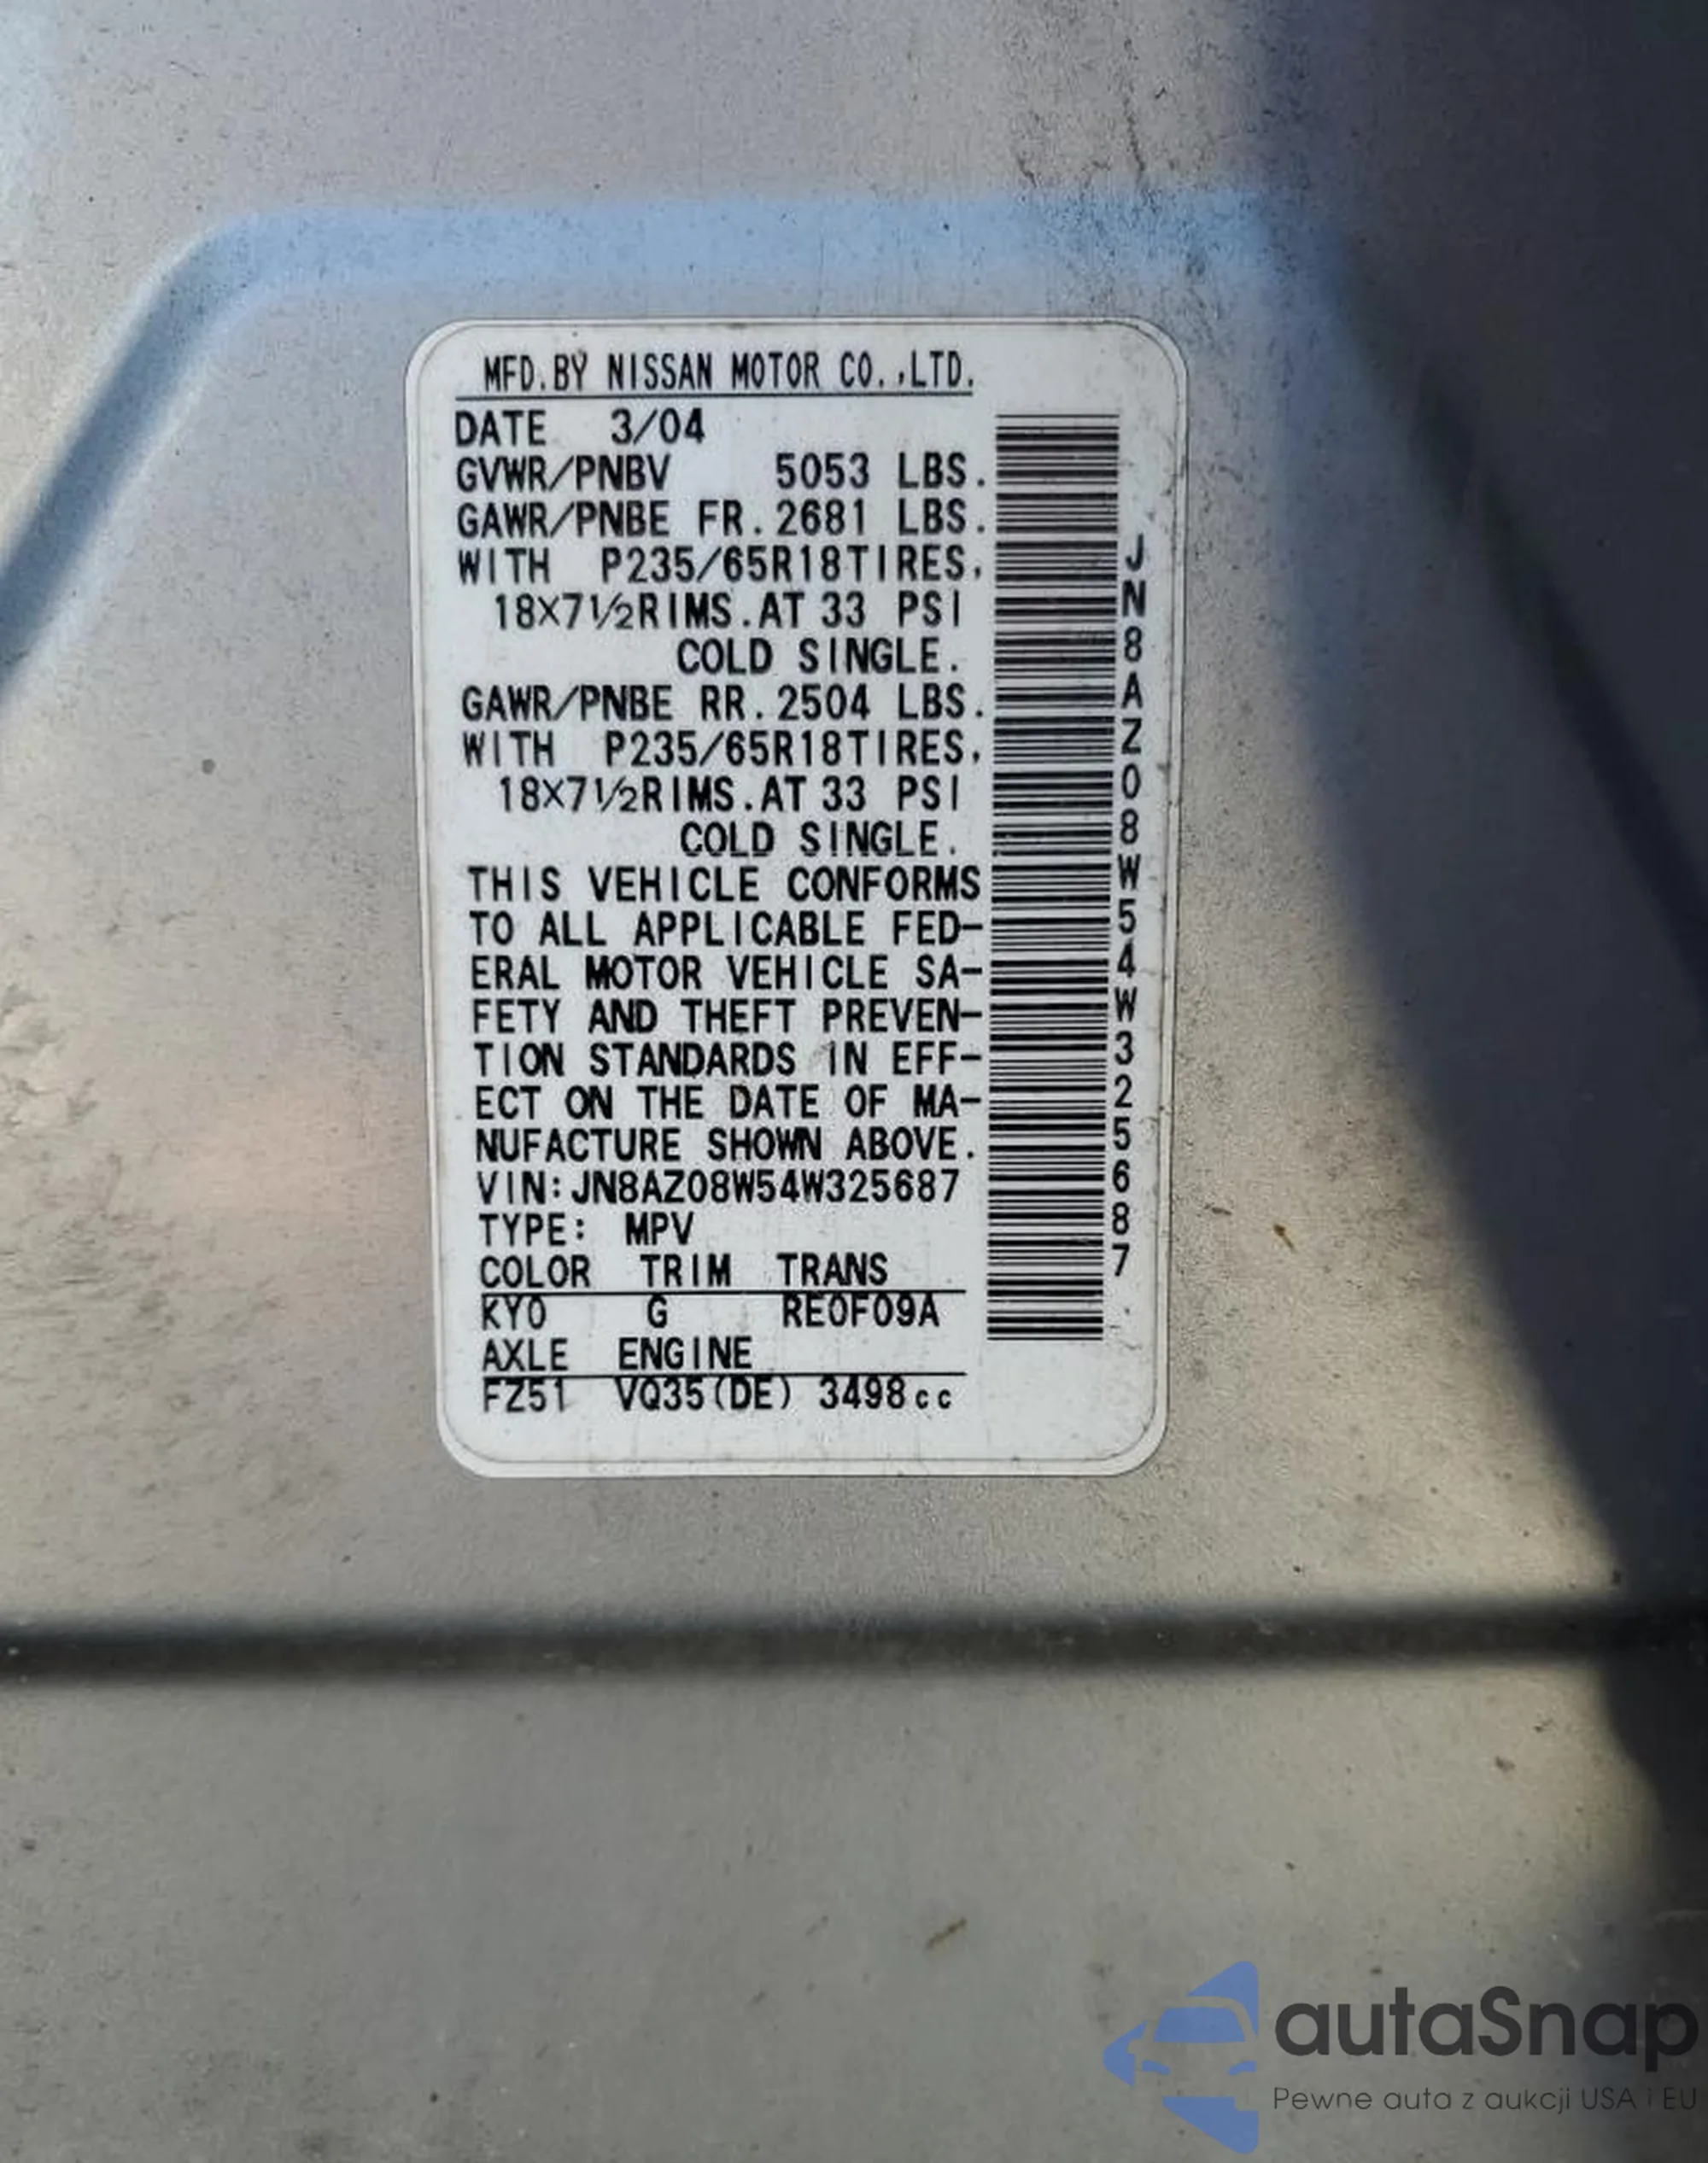 MFD.BY NISSAN MOTOR CO.,LTD.
DATE 3/04
GVWR/PNBV 5053 LBS.
GAWR/PNBE FR.2681 LBS.
WITH P235/65R18TIRES,
18×7½RIMS.AT 33 PSI
COLD SINGLE.
GAWR/PNBE RR.2504 LBS.
WITH P235/65R18TIRES,
18×7½RIMS.AT 33 PSI
COLD SINGLE.
THIS VEHICLE CONFORMS
TO ALL APPLICABLE FED-
ERAL MOTOR VEHICLE SA-
FETY AND THEFT PREVEN-
TION STANDARDS IN EFF-
ECT ON THE DATE OF MA-
NUFACTURE SHOWN ABOVE.
VIN:JN8AZ08W54W325687
TYPE: MPV
COLOR TRIM TRANS
KY0 G RE0F09A
AXLE ENGINE
FZ51 VQ35(DE) 3498cc
JN8AZ08W54W325687
autaSnap
Pewne auta z aukcji USA i EU